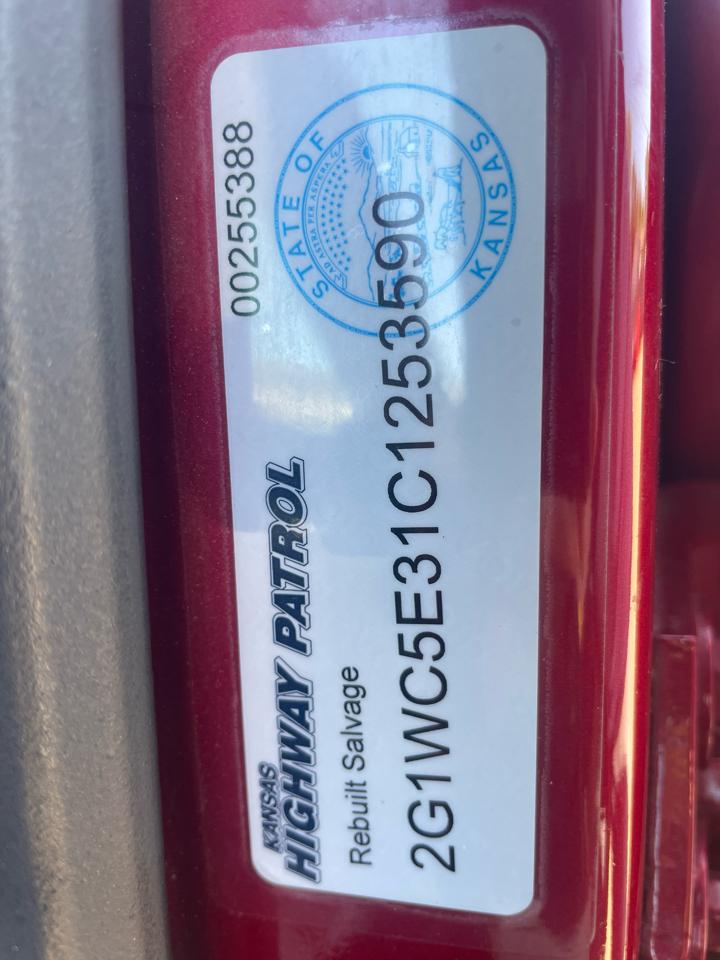 00255388
KANSAS
HIGHWAY PATROL
Rebuilt Salvage
2G1WC5E31C1253590
STATE OF
KANSAS
AD ASTRA PER ASPERA